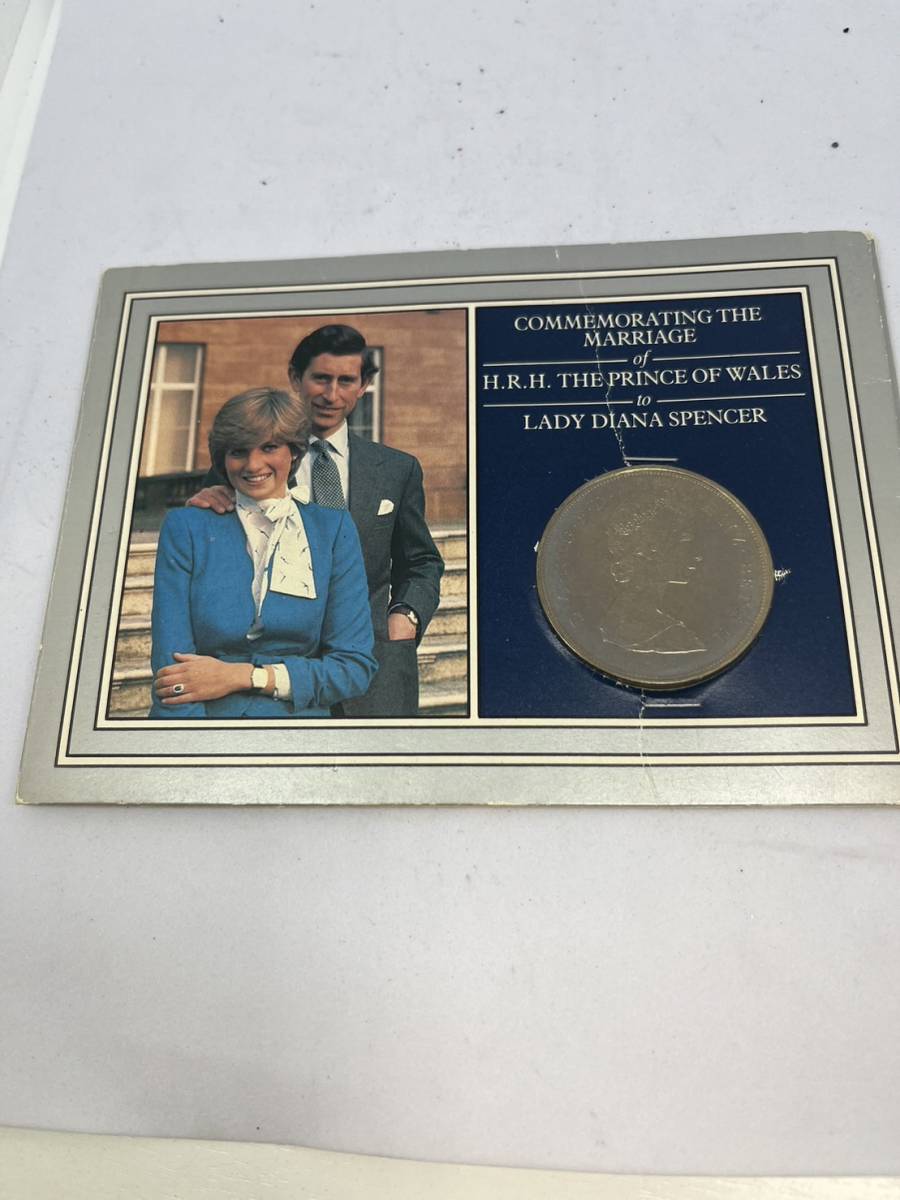 COMMEMORATING THE
MARRIAGE
of
H.R.H. THE PRINCE OF WALES
to
LADY DIANA SPENCER